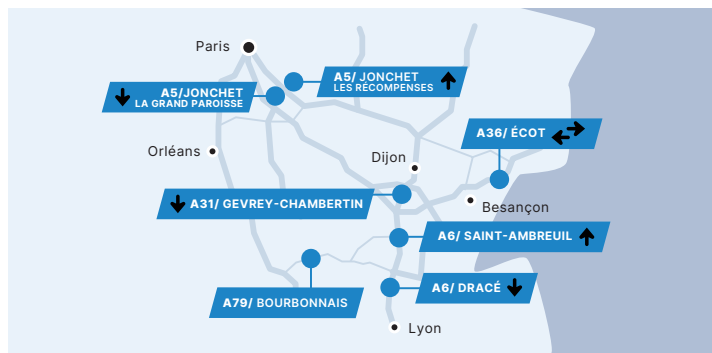 Paris
A5/ JONCHET
LES RÉCOMPENSES
A5/JONCHET
LA GRAND PAROISSE
A36/ ÉCOT
Orléans
Dijon
A31/ GEVREY-CHAMBERTIN
Besançon
A6/ SAINT-AMBREUIL
A6/ DRACÉ
A79/ BOURBONNAIS
Lyon